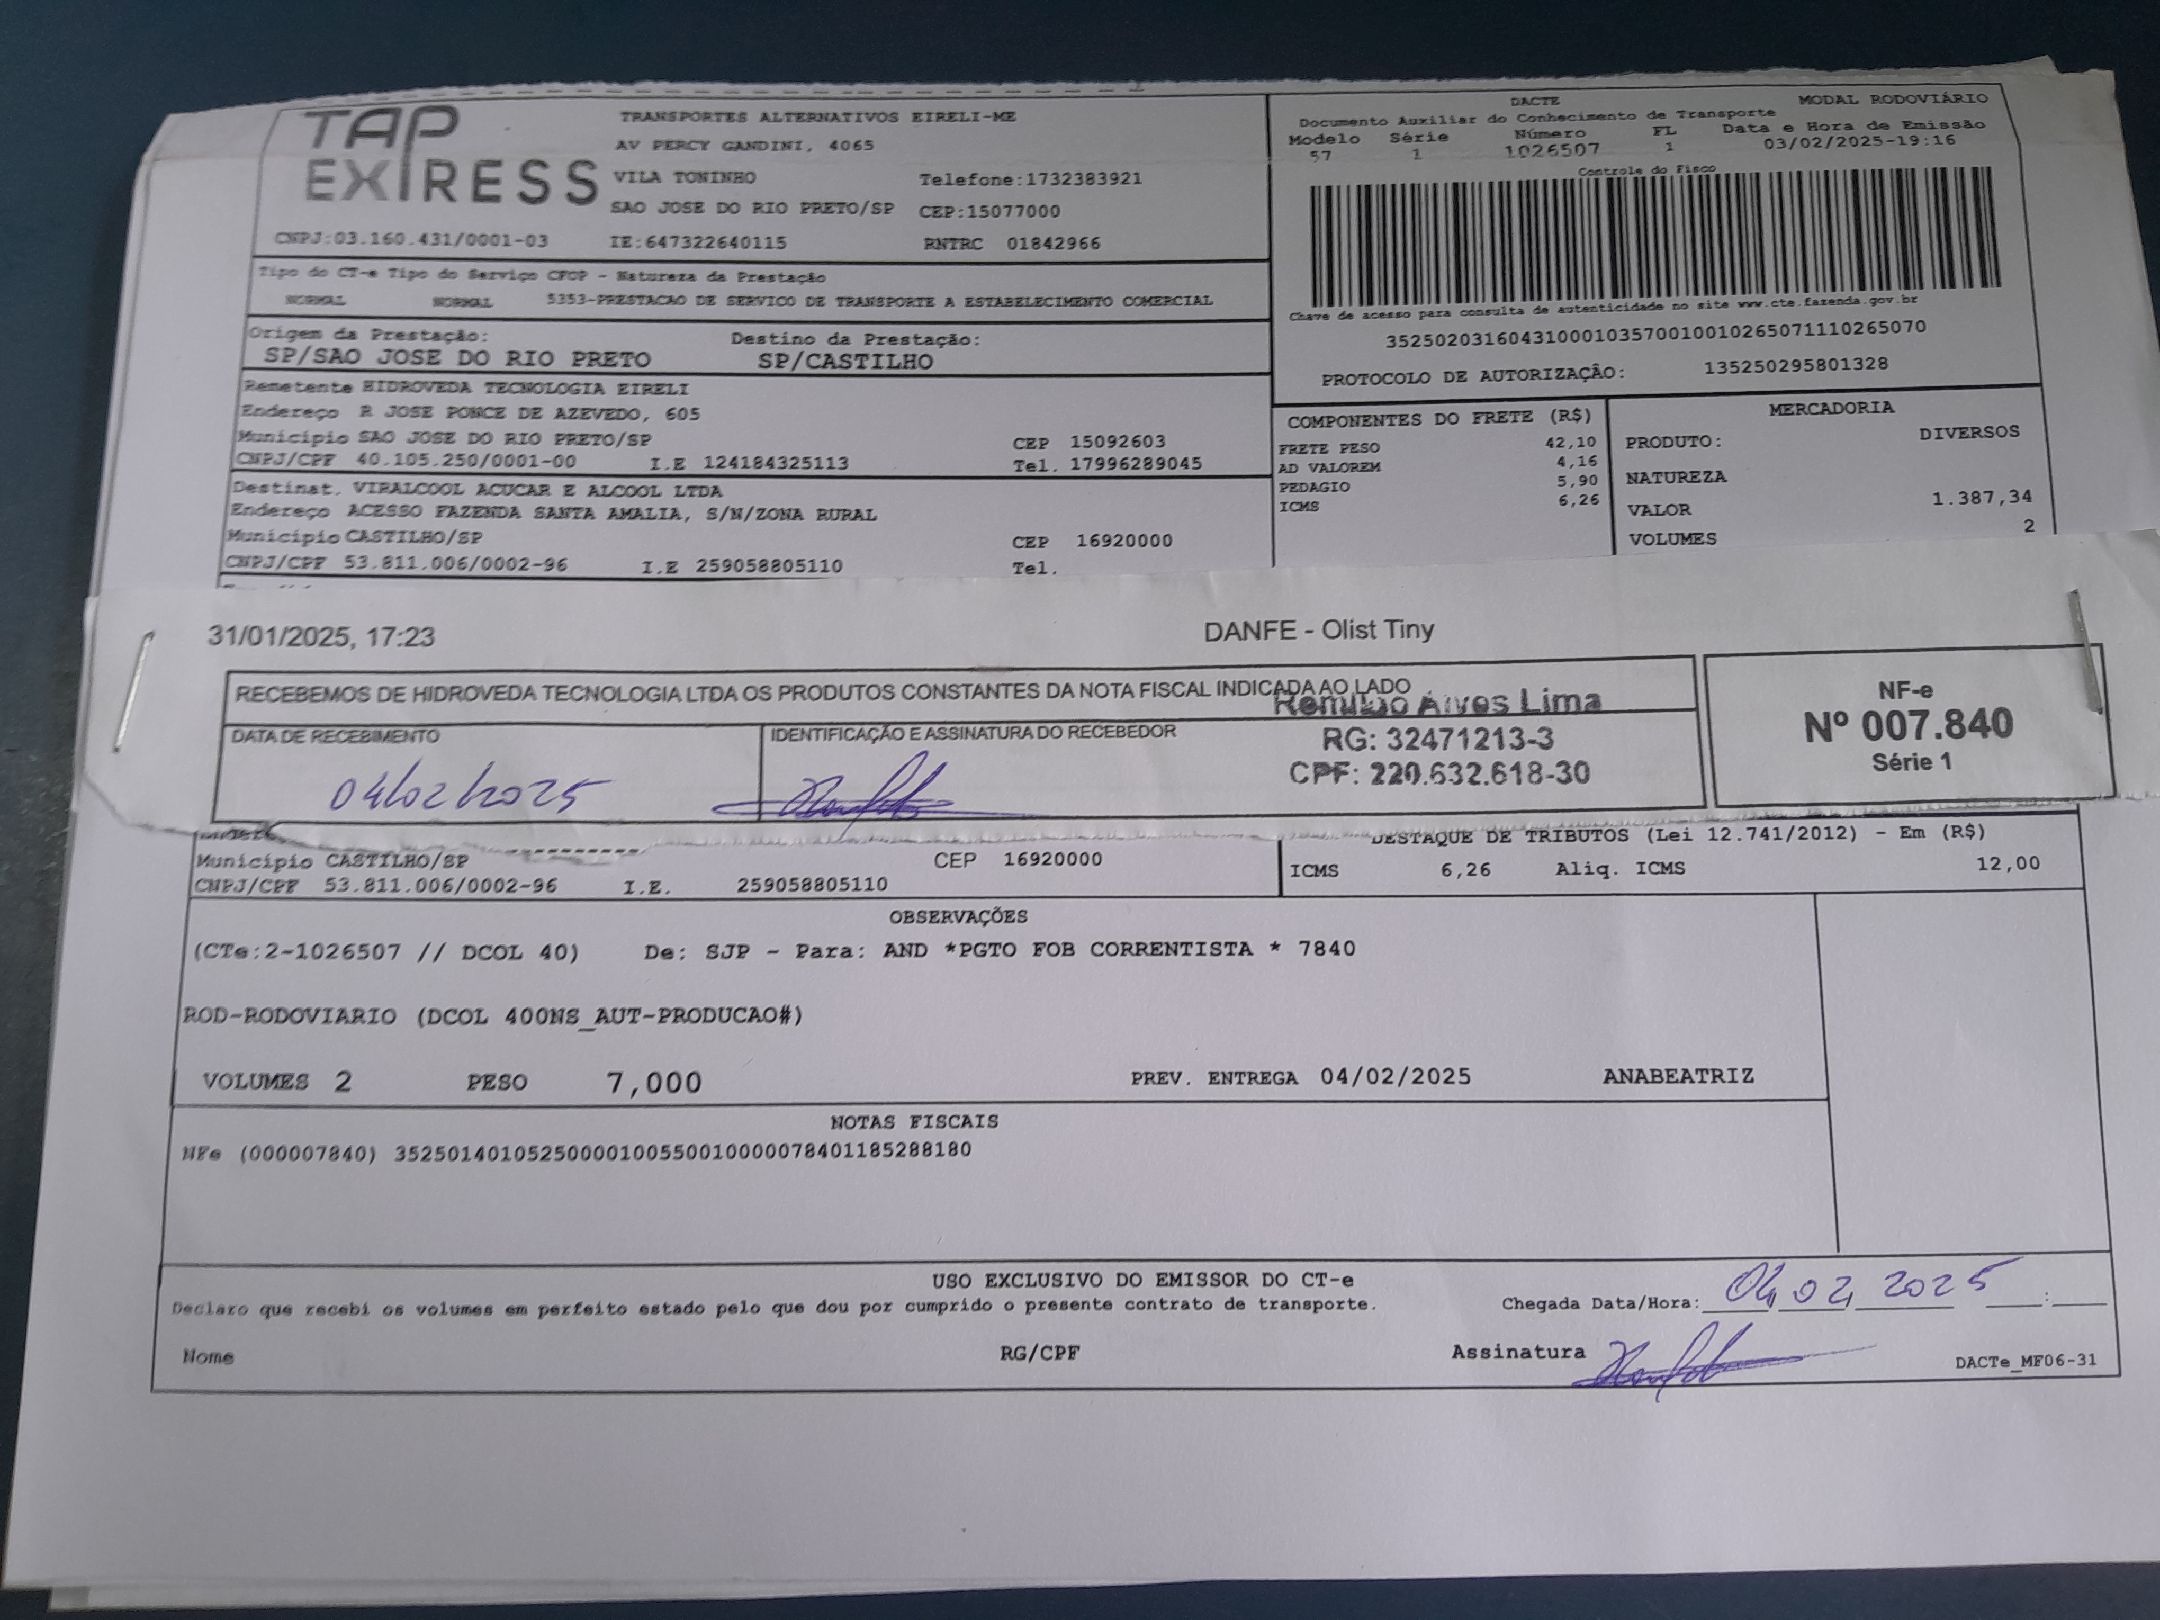 TAP EXPRESS
TRANSPORTES ALTERNATIVOS EIRELI-ME
AV PERCY GANDINI, 4065
VILA TONINHO Telefone:1732383921
SAO JOSE DO RIO PRETO/SP CEP:15077000
CNPJ:03.160.431/0001-03 IE:647322640115 RNTRC 01842966
DACTE MODAL RODOVIÁRIO
Documento Auxiliar do Conhecimento de Transporte
Modelo Série Número FL Data e Hora de Emissão
57 1 1026507 1 03/02/2025-19:16
Controle do Fisco
Chave de acesso para consulta de autenticidade no site www.cte.fazenda.gov.br
35250203160431000103570010010265071110265070
PROTOCOLO DE AUTORIZAÇÂO: 135250295801328
Tipo do CT-e Tipo do Serviço CFOP - Natureza da Prestação
NORMAL NORMAL 5353-PRESTACAO DE SERVICO DE TRANSPORTE A ESTABELECIMENTO COMERCIAL
Origem da Prestação: Destino da Prestação:
SP/SAO JOSE DO RIO PRETO SP/CASTILHO
Remetente HIDROVEDA TECNOLOGIA EIRELI
Endereço R JOSE PONCE DE AZEVEDO, 605
Município SAO JOSE DO RIO PRETO/SP CEP 15092603
CNPJ/CPF 40.105.250/0001-00 I.E 124184325113 Tel. 17996289045
Destinat. VIRALCOOL ACUCAR E ALCOOL LTDA
Endereço ACESSO FAZENDA SANTA AMALIA, S/N/ZONA RURAL
Município CASTILHO/SP CEP 16920000
CNPJ/CPF 53.811.006/0002-96 I.E 259058805110 Tel.
COMPONENTES DO FRETE (R$)
FRETE PESO 42,10
AD VALOREM 4,16
PEDAGIO 5,90
ICMS 6,26
MERCADORIA
PRODUTO: DIVERSOS
NATUREZA
VALOR 1.387,34
VOLUMES 2
31/01/2025, 17:23 DANFE - Olist Tiny
RECEBEMOS DE HIDROVEDA TECNOLOGIA LTDA OS PRODUTOS CONSTANTES DA NOTA FISCAL INDICADA AO LADO
DATA DE RECEBIMENTO IDENTIFICAÇÃO E ASSINATURA DO RECEBEDOR
04/02/2025
Alves Lima
RG: 32471213-3
CPF: 220.632.618-30
NF-e
Nº 007.840
Série 1
Município CASTILHO/SP CEP 16920000
CNPJ/CPF 53.811.006/0002-96 I.E. 259058805110
DESTAQUE DE TRIBUTOS (Lei 12.741/2012) - Em (R$)
ICMS 6,26 Aliq. ICMS 12,00
OBSERVAÇÕES
(CTe:2-1026507 // DCOL 40) De: SJP - Para: AND *PGTO FOB CORRENTISTA * 7840
ROD-RODOVIARIO (DCOL 400NS_AUT-PRODUCAO#)
VOLUMES 2 PESO 7,000 PREV. ENTREGA 04/02/2025 ANABEATRIZ
NOTAS FISCAIS
NFe (000007840) 35250140105250000100550010000078401185288180
USO EXCLUSIVO DO EMISSOR DO CT-e
Declaro que recebi os volumes em perfeito estado pelo que dou por cumprido o presente contrato de transporte.
Chegada Data/Hora: 04, 02, 2025 :
Nome RG/CPF Assinatura
DACTe_MF06-31